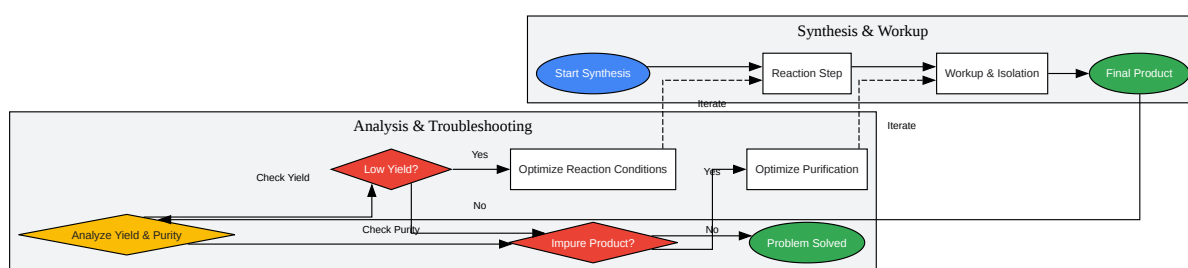 Synthesis & Workup
Start Synthesis
Reaction Step
Workup & Isolation
Final Product
Iterate
Iterate
Analysis & Troubleshooting
Low Yield?
Yes
Optimize Reaction Conditions
Yes
Optimize Purification
Check Yield
No
Analyze Yield & Purity
Check Purity
Impure Product?
No
Problem Solved